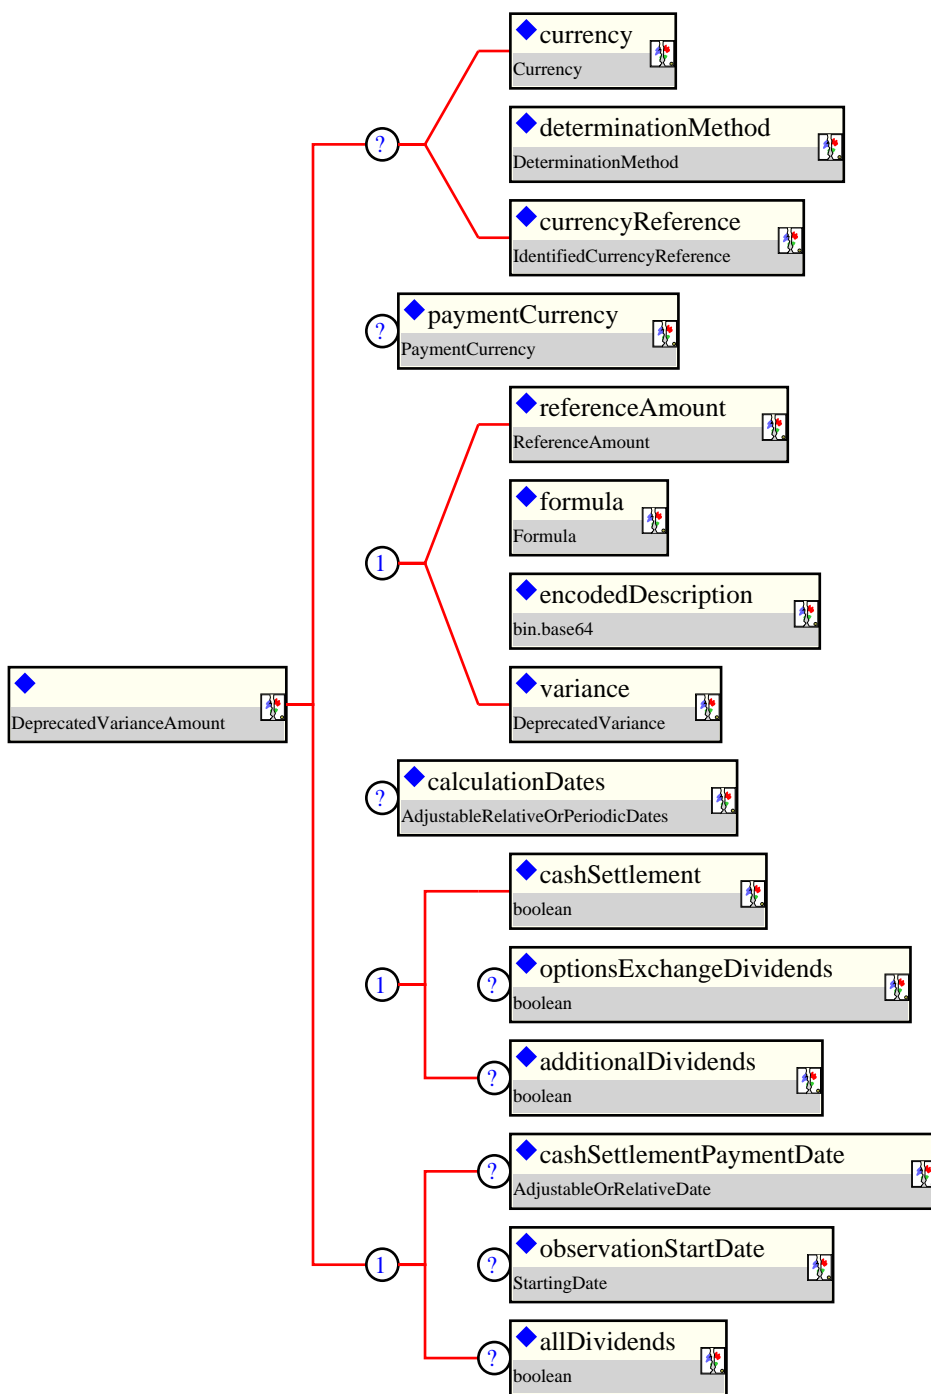 currency
Currency
?
determinationMethod
DeterminationMethod
currencyReference
IdentifiedCurrencyReference
?
paymentCurrency
PaymentCurrency
referenceAmount
ReferenceAmount
formula
Formula
1
encodedDescription
bin.base64
variance
DeprecatedVariance
DeprecatedVarianceAmount
?
calculationDates
AdjustableRelativeOrPeriodicDates
cashSettlement
boolean
1
?
optionsExchangeDividends
boolean
?
additionalDividends
boolean
?
cashSettlementPaymentDate
AdjustableOrRelativeDate
1
?
observationStartDate
StartingDate
?
allDividends
boolean